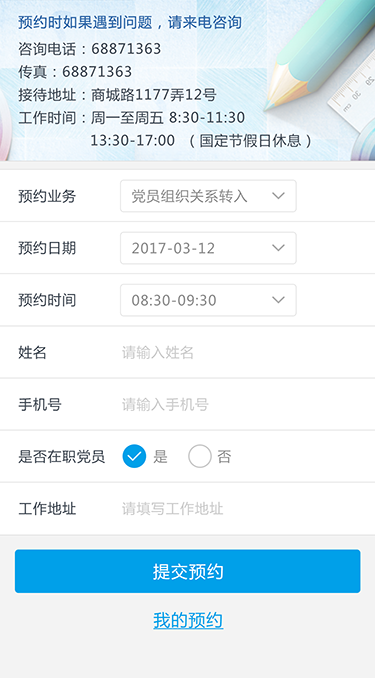 预约时如果遇到问题，请来电咨询
咨询电话：68871363
传真：68871363
接待地址：商城路1177弄12号
工作时间：周一至周五 8:30-11:30
13:30-17:00 （国定节假日休息）
预约业务 党员组织关系转入
预约日期 2017-03-12
预约时间 08:30-09:30
姓名 请输入姓名
手机号 请输入手机号
是否在职党员 是 否
工作地址 请填写工作地址
提交预约
我的预约